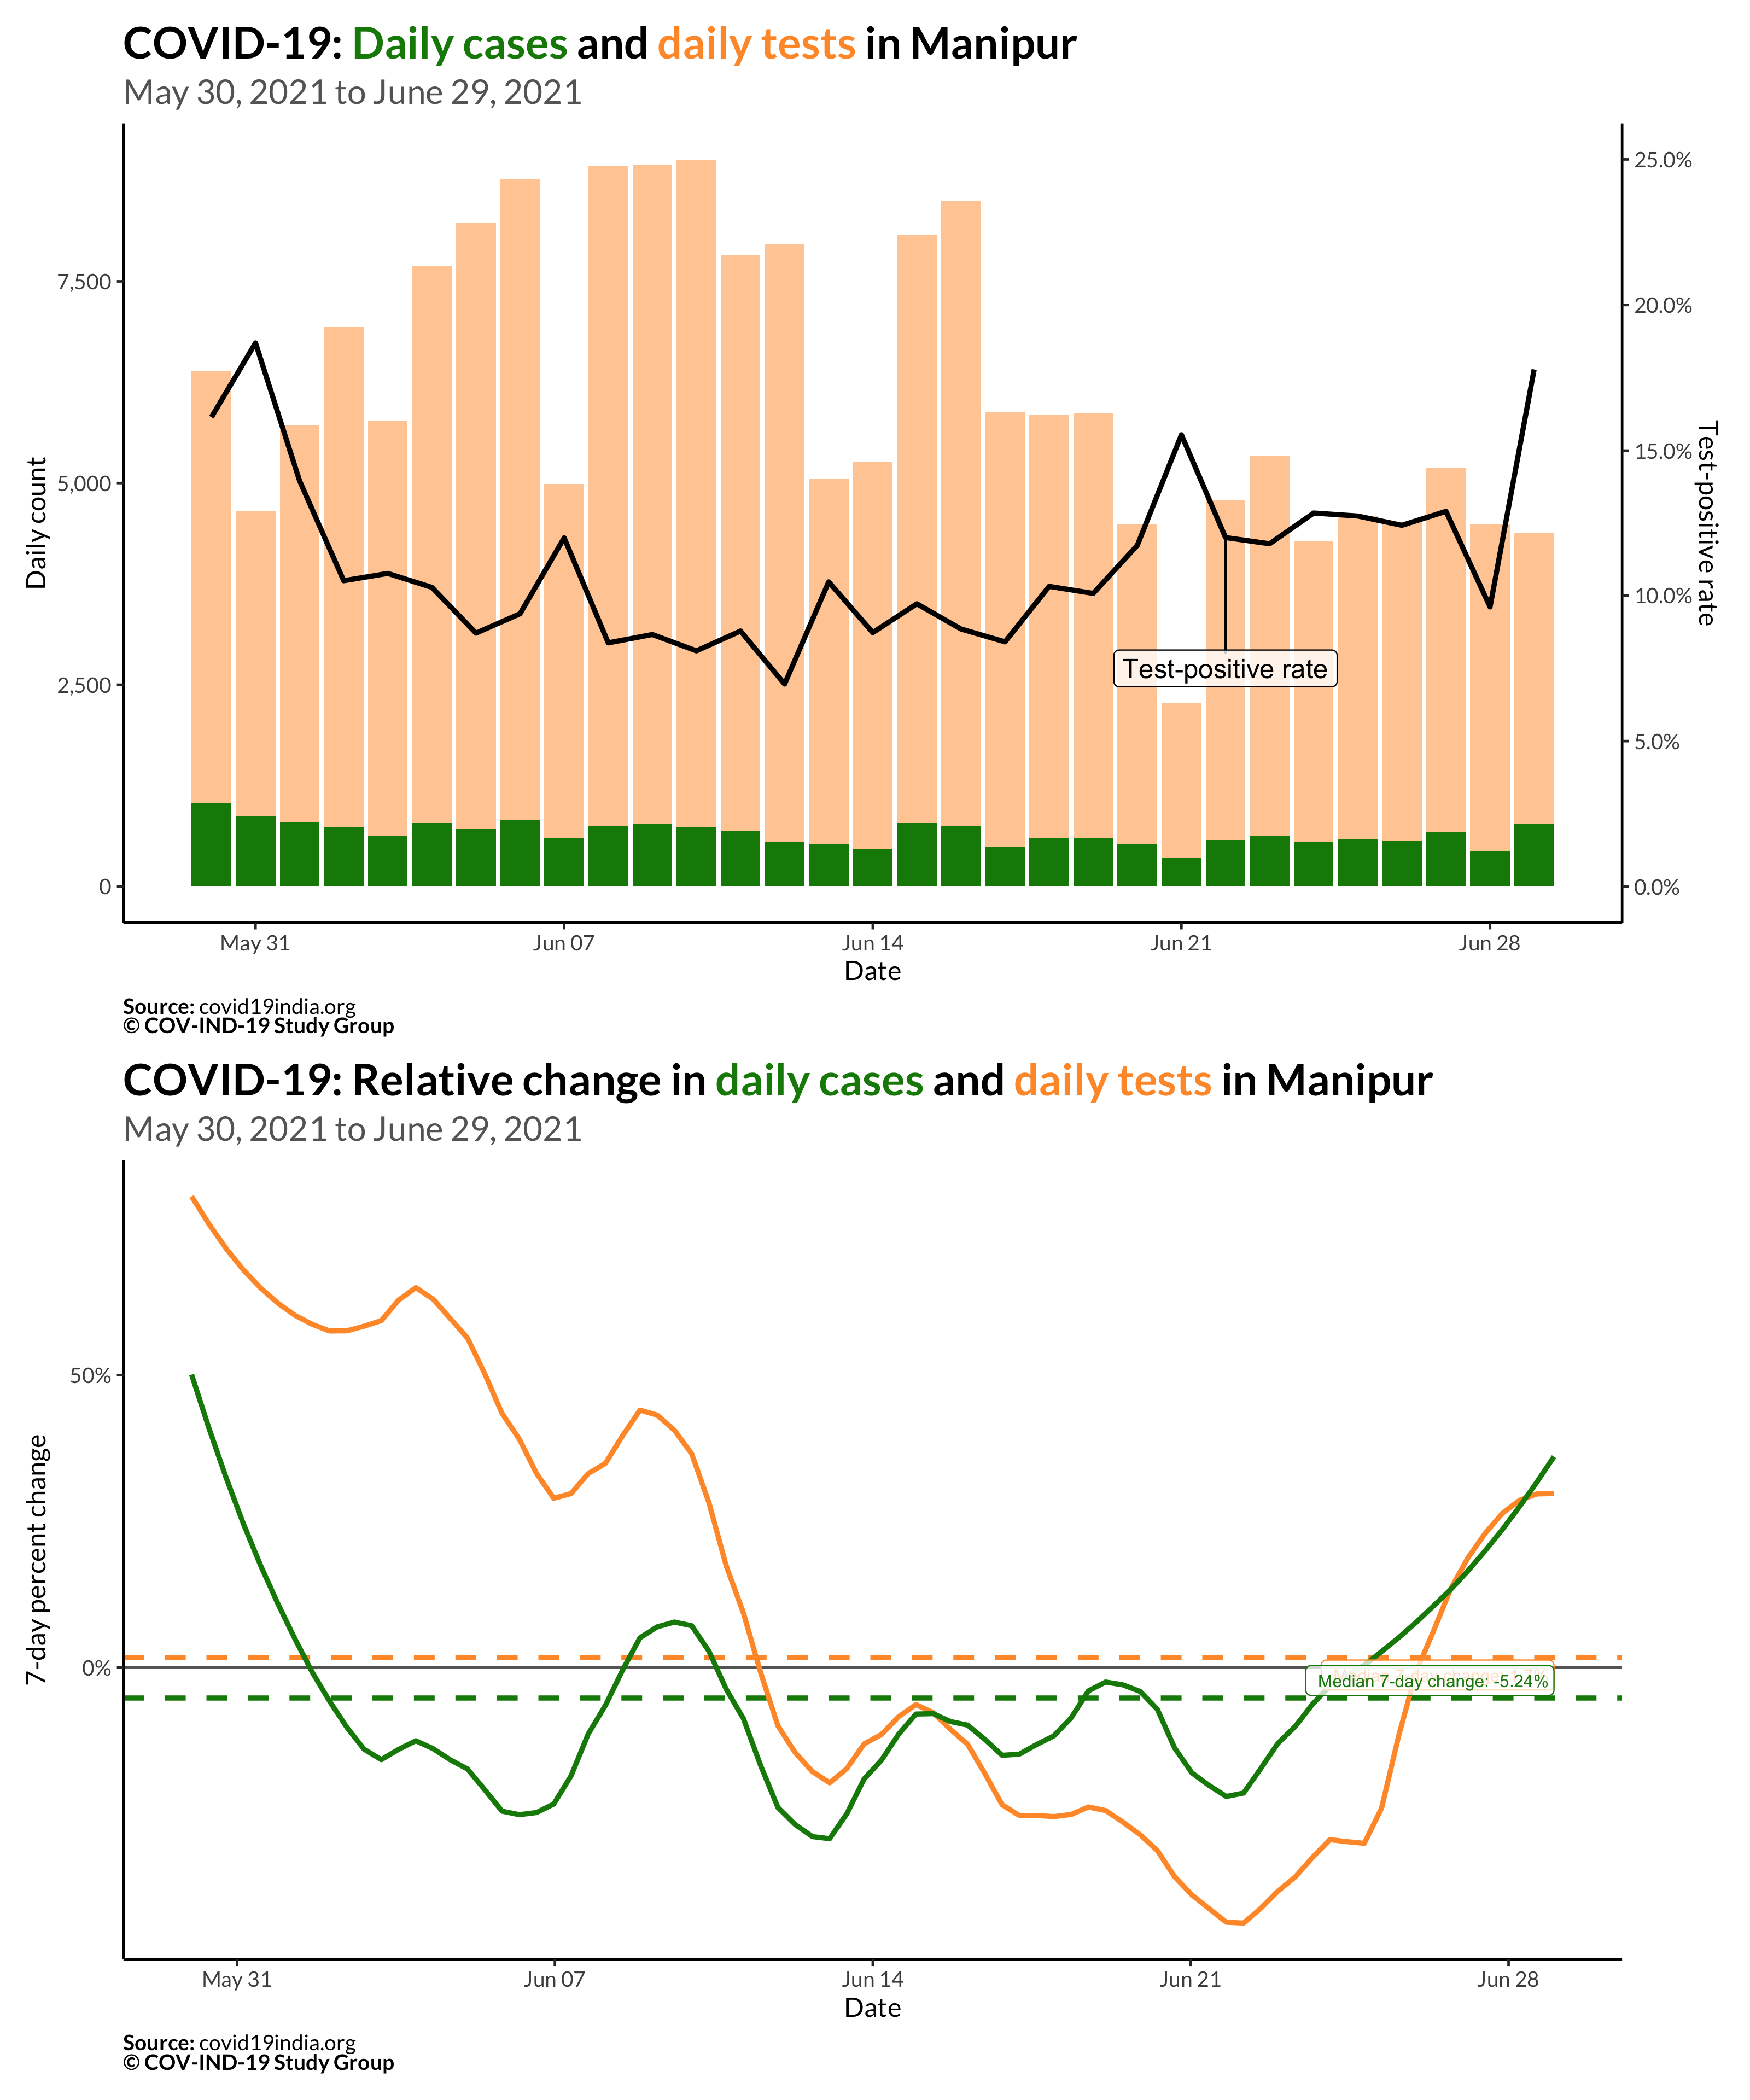 COVID-19: Daily cases and daily tests in Manipur
May 30, 2021 to June 29, 2021
Daily count
7,500
5,000
2,500
0
25.0%
20.0%
15.0%
10.0%
5.0%
0.0%
Test-positive rate
Test-positive rate
May 31
Jun 07
Jun 14
Jun 21
Jun 28
Date
Source: covid19india.org
© COV-IND-19 Study Group
COVID-19: Relative change in daily cases and daily tests in Manipur
May 30, 2021 to June 29, 2021
7-day percent change
50%
0%
Median 7-day change:
Median 7-day change: -5.24%
May 31
Jun 07
Jun 14
Jun 21
Jun 28
Date
Source: covid19india.org
© COV-IND-19 Study Group